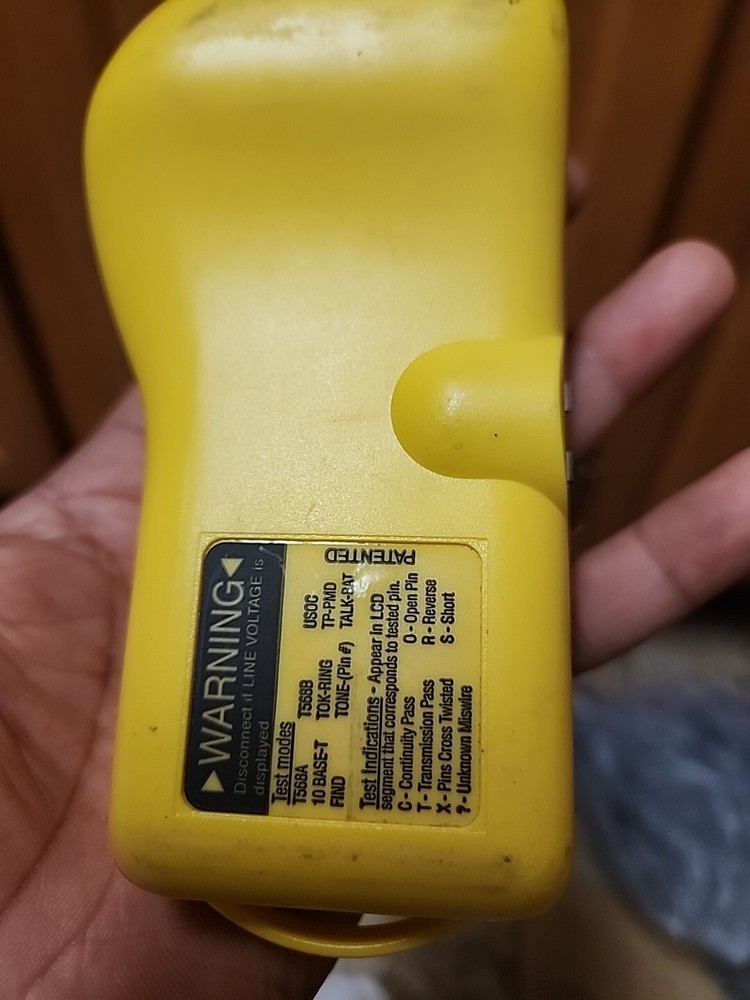 WARNING
Disconnect if LINE VOLTAGE is
displayed
Test modes
T568A T568B USOC
10 BASE-T TOK-RING TP-PMD
FIND TONE-(Pin #) TALK-BAT
PATENTED
Test Indications - Appear in LCD
segment that corresponds to tested pin.
C - Continuity Pass O - Open Pin
T - Transmission Pass R - Reverse
X - Pins Cross Twisted S - Short
? - Unknown Miswire